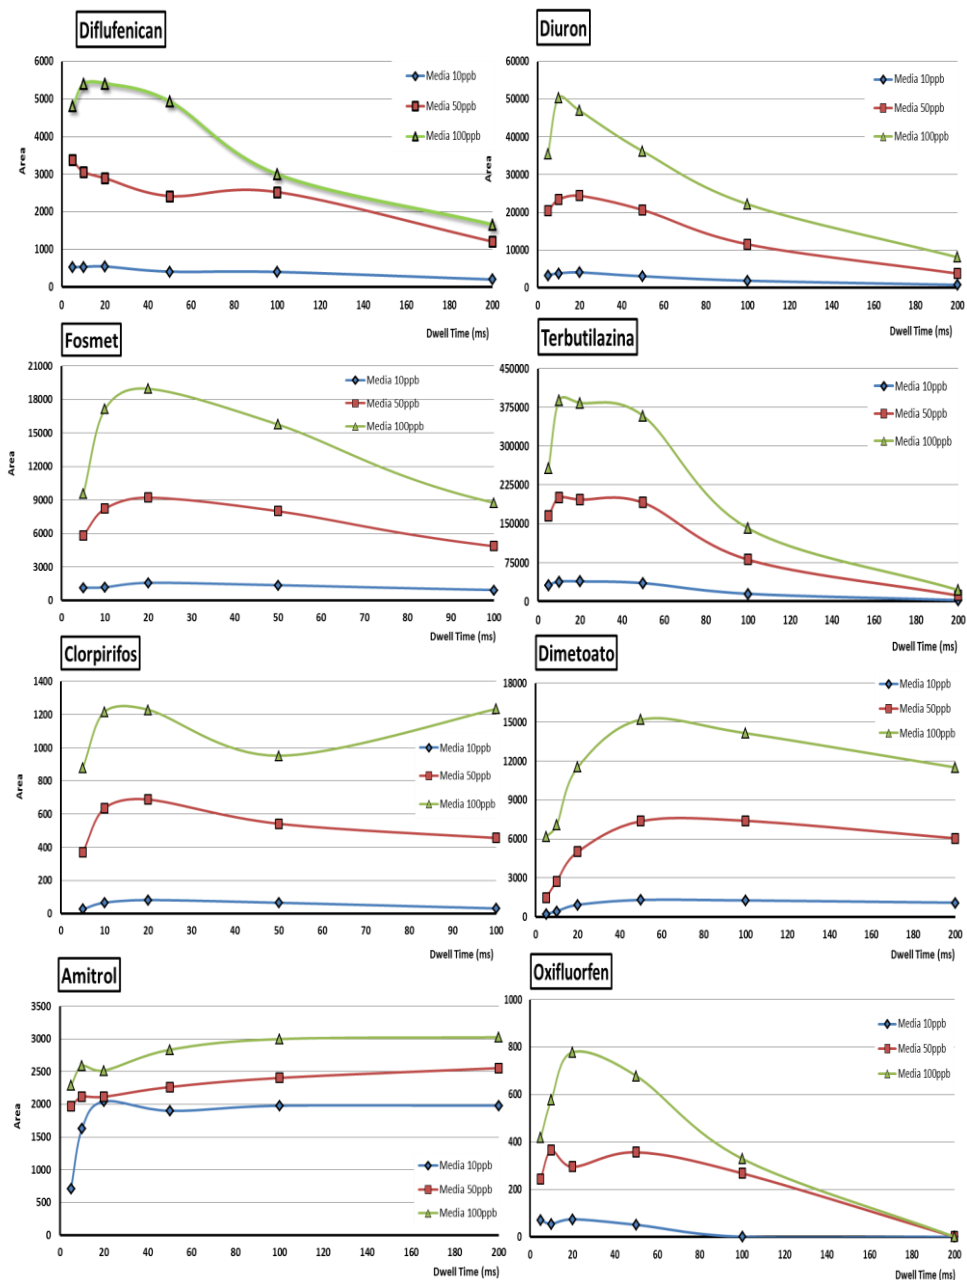 Diflufenican
6000
5000
4000
3000
2000
1000
0
Area
0 20 40 60 80 100 120 140 160 180 200
Dwell Time (ms)
Media 10ppb
Media 50ppb
Media 100ppb
Diuron
60000
50000
40000
30000
20000
10000
0
Area
0 20 40 60 80 100 120 140 160 180 200
Dwell Time (ms)
Media 10ppb
Media 50ppb
Media 100ppb
Fosmet
21000
18000
15000
12000
9000
6000
3000
0
Area
0 10 20 30 40 50 60 70 80 90 100
Dwell Time (ms)
Media 10ppb
Media 50ppb
Media 100ppb
Terbutilazina
450000
375000
300000
225000
150000
75000
0
0 20 40 60 80 100 120 140 160 180 200
Dwell Time (ms)
Media 10ppb
Media 50ppb
Media 100ppb
Clorpirifos
1400
1200
1000
800
600
400
200
0
Area
0 10 20 30 40 50 60 70 80 90 100
Dwell Time (ms)
Media 10ppb
Media 50ppb
Media 100ppb
Dimetoato
18000
15000
12000
9000
6000
3000
0
0 20 40 60 80 100 120 140 160 180 200
Dwell Time (ms)
Media 10ppb
Media 50ppb
Media 100ppb
Amitrol
3500
3000
2500
2000
1500
1000
500
0
Area
0 20 40 60 80 100 120 140 160 180 200
Dwell Time (ms)
Media 10ppb
Media 50ppb
Media 100ppb
Oxifluorfen
1000
800
600
400
200
0
0 20 40 60 80 100 120 140 160 180 200
Dwell Time (ms)
Media 10ppb
Media 50ppb
Media 100ppb